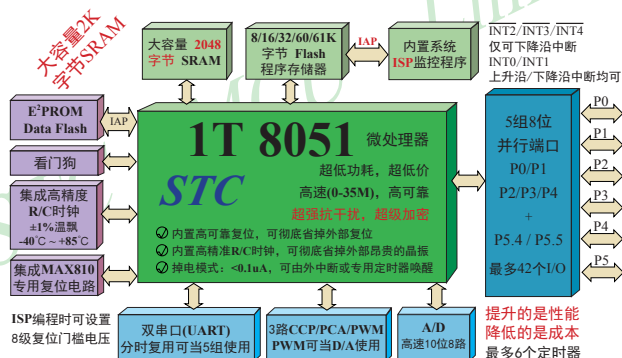 大容量2K
字节SRAM
大容量 2048
字节 SRAM
8/16/32/60/61K
字节 Flash
程序存储器
IAP
内置系统
ISP监控程序
INT2/INT3/INT4
仅可下降沿中断
INT0/INT1
上升沿/下降沿中断均可
E²PROM
Data Flash
IAP
看门狗
集成高精度
R/C时钟
±1%温飘
-40℃ ~ +85℃
集成MAX810
专用复位电路
1T 8051 微处理器
STC
超低功耗，超低价
高速(0-35M)，高可靠
超强抗干扰，超级加密
内置高可靠复位，可彻底省掉外部复位
内置高精准R/C时钟，可彻底省掉外部昂贵的晶振
掉电模式：<0.1uA，可由外中断或专用定时器唤醒
5组8位
并行端口
P0/P1
P2/P3/P4
+
P5.4 / P5.5
最多42个I/O
P0
P1
P2
P3
P4
P5
ISP编程时可设置
8级复位门槛电压
双串口(UART)
分时复用可当5组使用
3路CCP/PCA/PWM
PWM可当D/A使用
A/D
高速10位8路
提升的是性能
降低的是成本
最多6个定时器